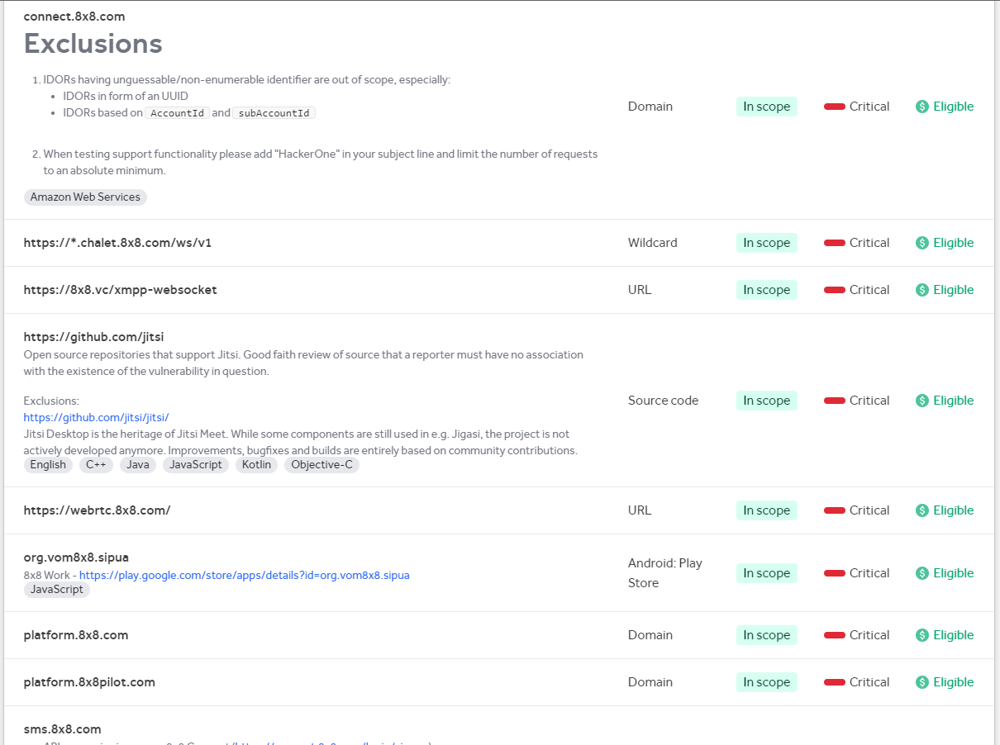 connect.8x8.com
Exclusions
1. IDORs having unguessable/non-enumerable identifier are out of scope, especially:
• IDORs in form of an UUID
• IDORs based on AccountId and subAccountId
Domain In scope Critical $ Eligible
2. When testing support functionality please add "HackerOne" in your subject line and limit the number of requests
to an absolute minimum.
Amazon Web Services
https://*.chalet.8x8.com/ws/v1 Wildcard In scope Critical $ Eligible
https://8x8.vc/xmpp-websocket URL In scope Critical $ Eligible
https://github.com/jitsi
Open source repositories that support Jitsi. Good faith review of source that a reporter must have no association
with the existence of the vulnerability in question.
Exclusions:
Source code In scope Critical $ Eligible
https://github.com/jitsi/jitsi/
Jitsi Desktop is the heritage of Jitsi Meet. While some components are still used in e.g. Jigasi, the project is not
actively developed anymore. Improvements, bugfixes and builds are entirely based on community contributions.
English C++ Java JavaScript Kotlin Objective-C
https://webrtc.8x8.com/ URL In scope Critical $ Eligible
org.vom8x8.sipua
8x8 Work - https://play.google.com/store/apps/details?id=org.vom8x8.sipua
JavaScript
Android: Play
Store
In scope Critical $ Eligible
platform.8x8.com Domain In scope Critical $ Eligible
platform.8x8pilot.com Domain In scope Critical $ Eligible
sms.8x8.com